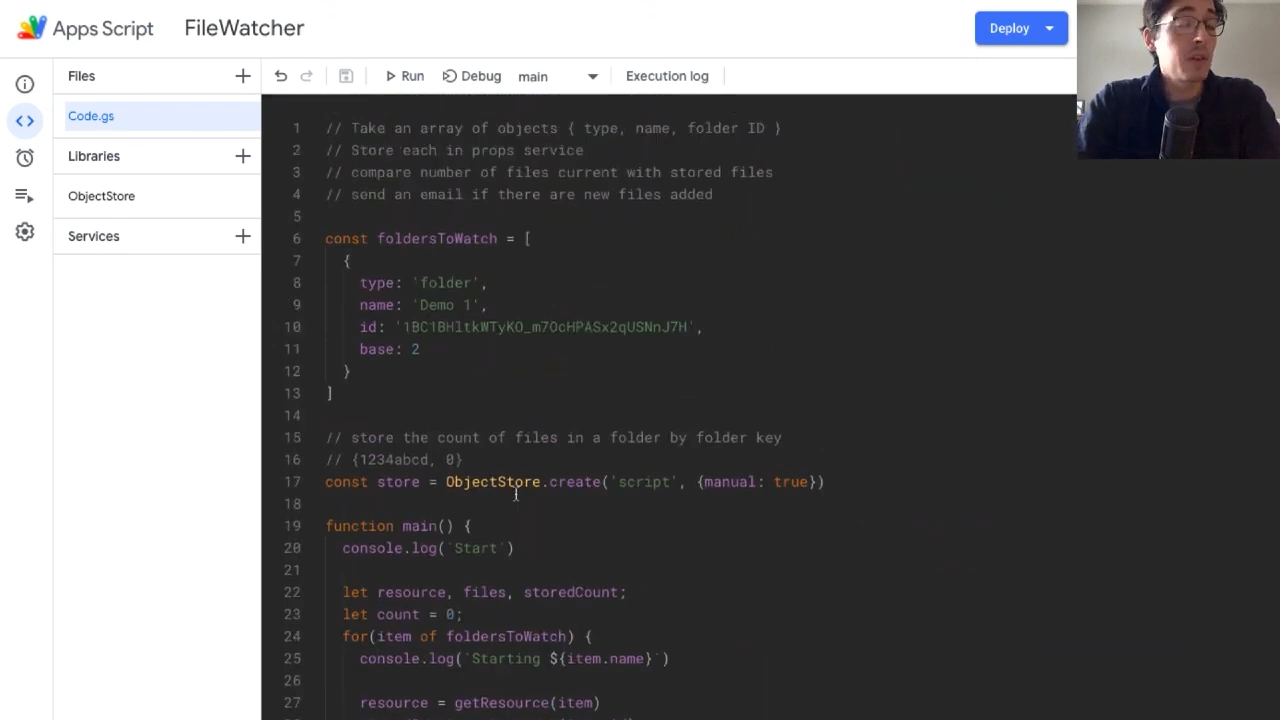 Apps Script
FileWatcher
Deploy
Files
Run
Debug
main
Execution log
Code.gs
Libraries
ObjectStore
Services
1 // Take an array of objects { type, name, folder ID }
2 // Store each in props service
3 // compare number of files current with stored files
4 // send an email if there are new files added
5
6 const foldersToWatch = [
7 {
8 type: 'folder',
9 name: 'Demo 1',
10 id: '1BC1BHltkWTyKO_m7OcHPASx2qUSNnJ7H',
11 base: 2
12 }
13 ]
14
15 // store the count of files in a folder by folder key
16 // {1234abcd, 0}
17 const store = ObjectStore.create('script', {manual: true})
18
19 function main() {
20 console.log(`Start`)
21
22 let resource, files, storedCount;
23 let count = 0;
24 for(item of foldersToWatch) {
25 console.log(`Starting ${item.name}`)
26
27 resource = getResource(item)